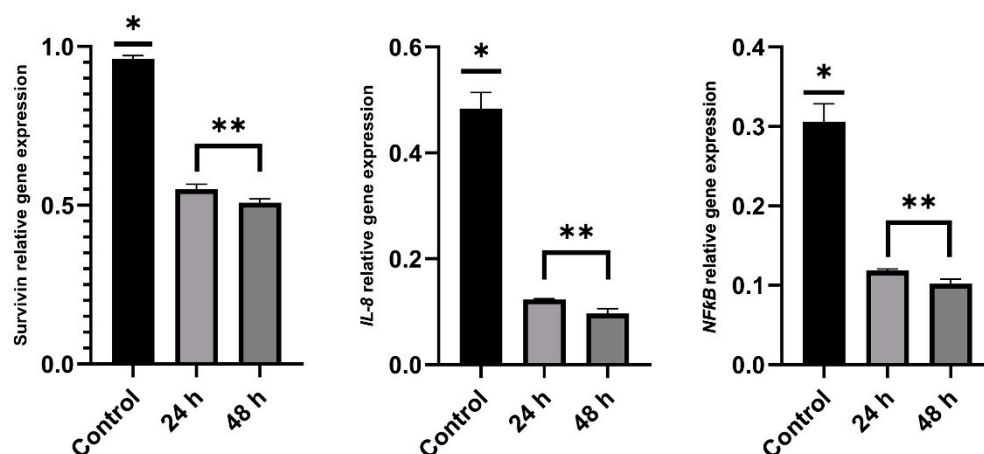 Survivin relative gene expression
1.0
0.5
0.0
*
**
Control
24 h
48 h
IL-8 relative gene expression
0.6
0.4
0.2
0.0
*
**
Control
24 h
48 h
NFkB relative gene expression
0.4
0.3
0.2
0.1
0.0
*
**
Control
24 h
48 h